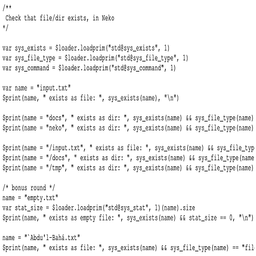 /**
Check that file/dir exists, in Neko
*/
var sys_exists = $loader.loadprim("std@sys_exists", 1)
var sys_file_type = $loader.loadprim("std@sys_file_type", 1)
var sys_command = $loader.loadprim("std@sys_command", 1)
var name = "input.txt"
$print(name, " exists as file: ", sys_exists(name), "\n")
$print(name = "docs", " exists as dir: ", sys_exists(name) && sys_file_type(name)
$print(name = "neko", " exists as dir: ", sys_exists(name) && sys_file_type(name)
$print(name = "/input.txt", " exists as file: ", sys_exists(name) && sys_file_typ
$print(name = "/docs", " exists as dir: ", sys_exists(name) && sys_file_type(name
$print(name = "/tmp", " exists as dir: ", sys_exists(name) && sys_file_type(name)
/* bonus round */
name = "empty.txt"
var stat_size = $loader.loadprim("std@sys_stat", 1)(name).size
$print(name, " exists as empty file: ", sys_exists(name) && stat_size == 0, "\n")
name = "`Abdu'l-Bahá.txt"
$print(name, " exists as file: ", sys_exists(name) && sys_file_type(name) == "fil